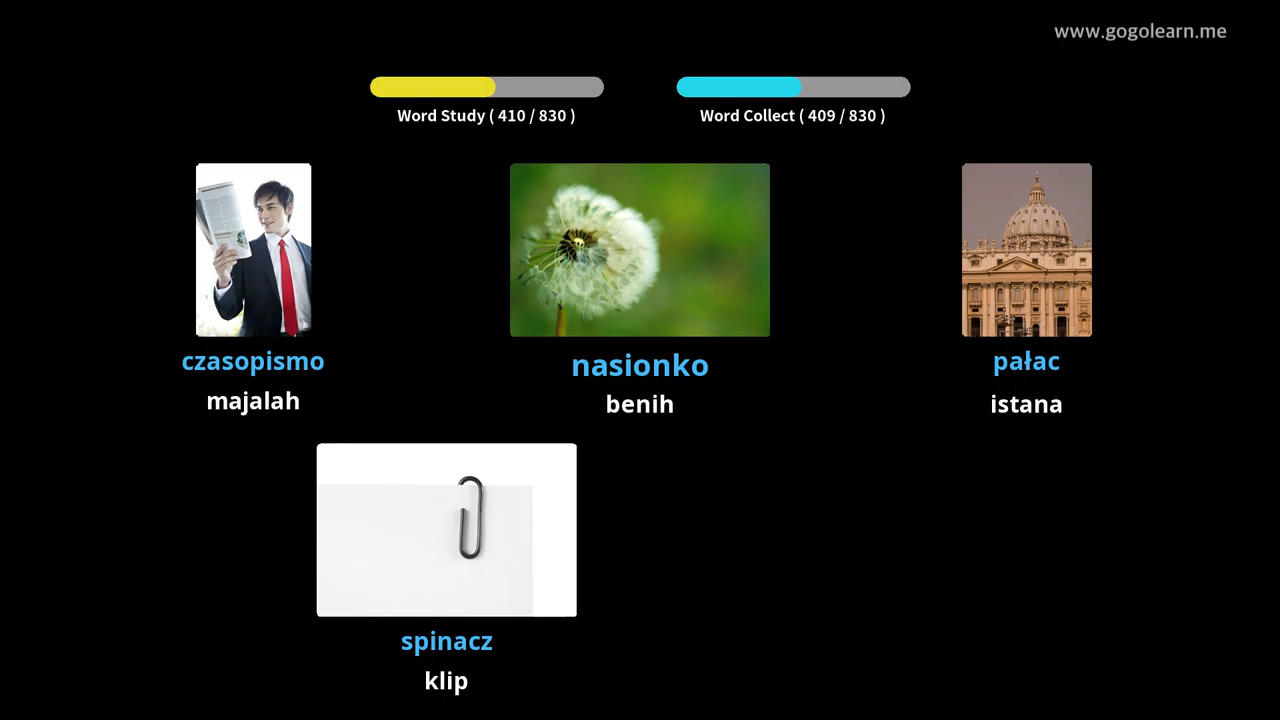 www.gogolearn.me
Word Study ( 410 / 830 )
Word Collect ( 409 / 830 )
czasopismo
majalah
nasionko
benih
pałac
istana
spinacz
klip